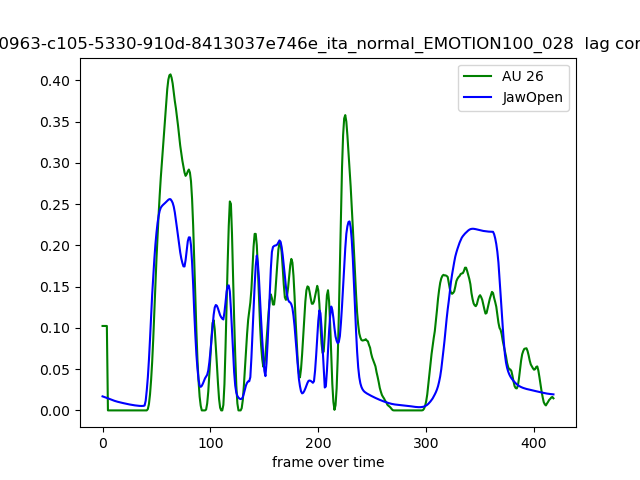 0963-c105-5330-910d-8413037e746e_ita_normal_EMOTION100_028 lag cor
AU 26
JawOpen
0.40
0.35
0.30
0.25
0.20
0.15
0.10
0.05
0.00
0 100 200 300 400
frame over time